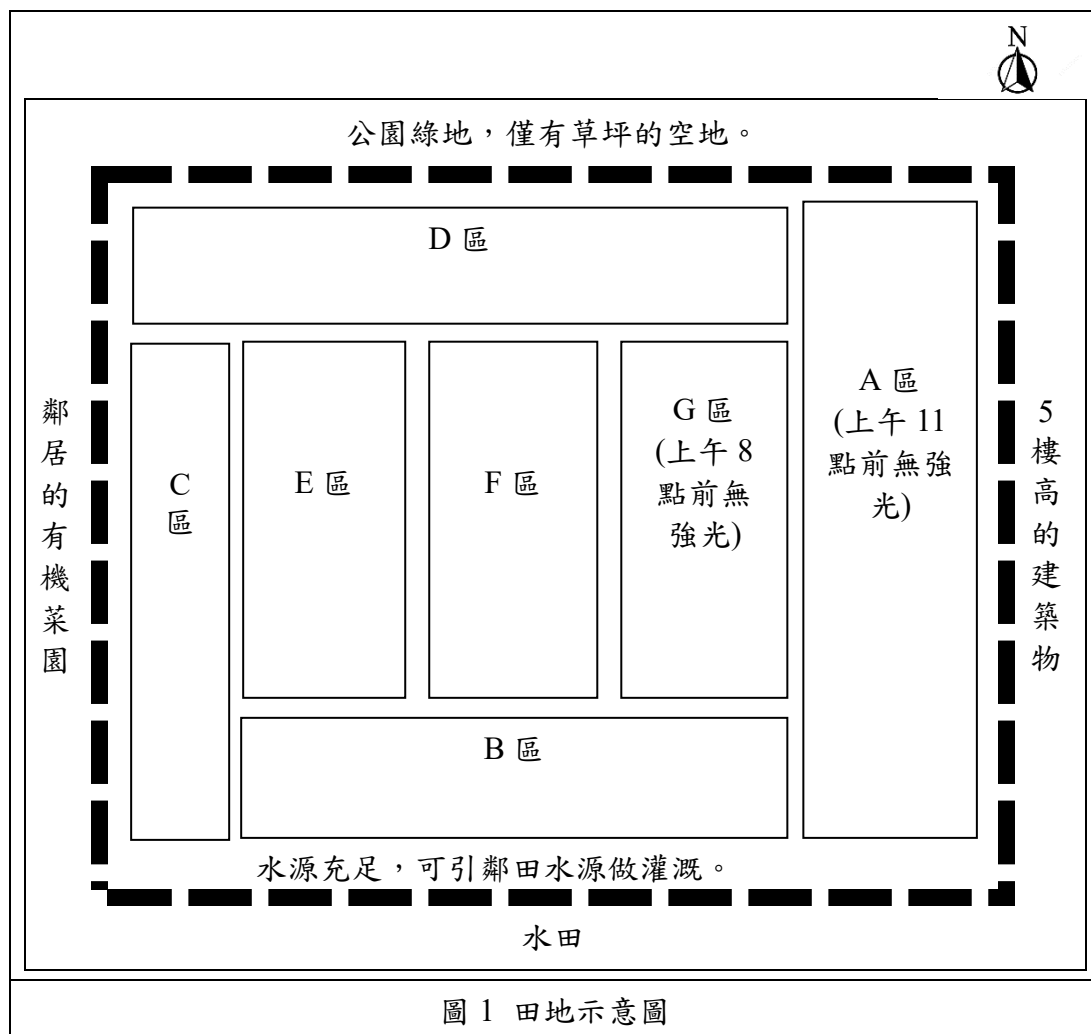 N
公園綠地，僅有草坪的空地。
D 區
A 區
(上午 11
點前無強
光)
G 區
(上午 8
點前無
強光)
C
區
E 區
F 區
B 區
鄰居的有機菜園
5樓高的建築物
水源充足，可引鄰田水源做灌溉。
水田
圖 1 田地示意圖